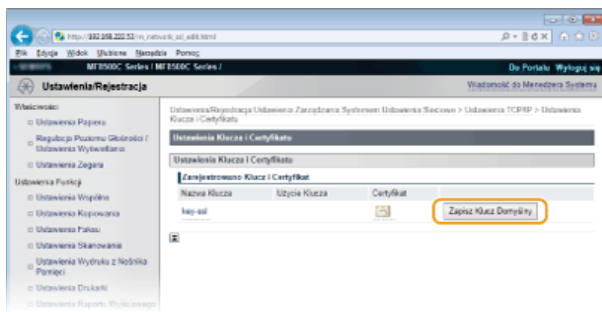 http://192.168.222.52/rn_network_ssl_edit.html
Plik Edycja Widok Ulubione Narzędzia Pomoc
MF8500C Series / MF8500C Series /
Do Portalu Wyloguj się
Ustawienia/Rejestracja
Wiadomość do Menedżera Systemu
Właściwości
Ustawienia Papieru
Regulacja Poziomu Głośności / Ustawienia Wyświetlania
Ustawienia Zegara
Ustawienia Funkcji
Ustawienia Wspólne
Ustawienia Kopiowania
Ustawienia Faksu
Ustawienia Skanowania
Ustawienia Wydruku z Nośnika Pamięci
Ustawienia Drukarki
Ustawienia Raportu Wyjściowego
Ustawienia/Rejestracja Ustawienia Zarządzania Systemem Ustawienia Sieciowe > Ustawienia TCP/IP > Ustawienia
Klucza i Certyfikatu
Ustawienia Klucza i Certyfikatu
Ustawienia Klucza i Certyfikatu
Zarejestrowano Klucz i Certyfikat
Nazwa Klucza Użycie Klucza Certyfikat
key-ssl
Zapisz Klucz Domyślny